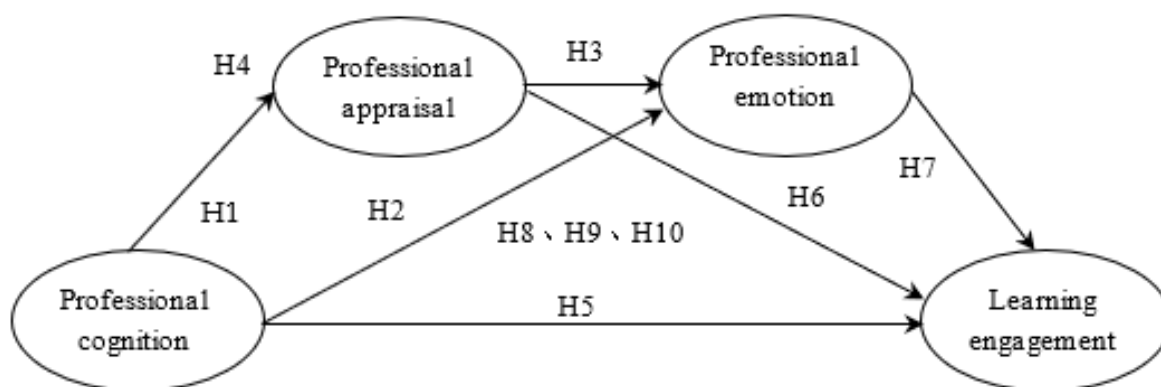 H4
Professional
appraisal
H3
Professional
emotion
H1
H2
H8、H9、H10
H6
H7
Professional
cognition
H5
Learning
engagement